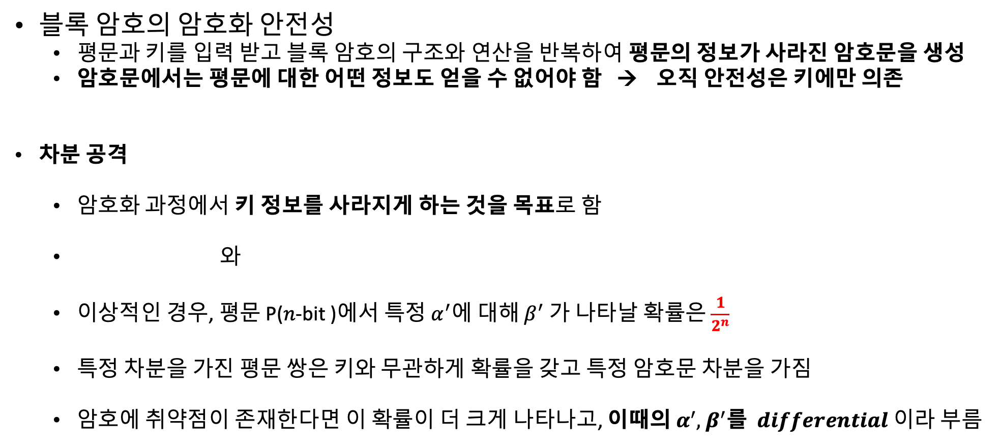 • 블록 암호의 암호화 안전성
• 평문과 키를 입력 받고 블록 암호의 구조와 연산을 반복하여 평문의 정보가 사라진 암호문을 생성
• 암호문에서는 평문에 대한 어떤 정보도 얻을 수 없어야 함 → 오직 안전성은 키에만 의존
• 차분 공격
• 암호화 과정에서 키 정보를 사라지게 하는 것을 목표로 함
• 와
• 이상적인 경우, 평문 P(n-bit )에서 특정 α′에 대해 β′ 가 나타날 확률은 1/2ⁿ
• 특정 차분을 가진 평문 쌍은 키와 무관하게 확률을 갖고 특정 암호문 차분을 가짐
• 암호에 취약점이 존재한다면 이 확률이 더 크게 나타나고, 이때의 α′, β′를 differential 이라 부름